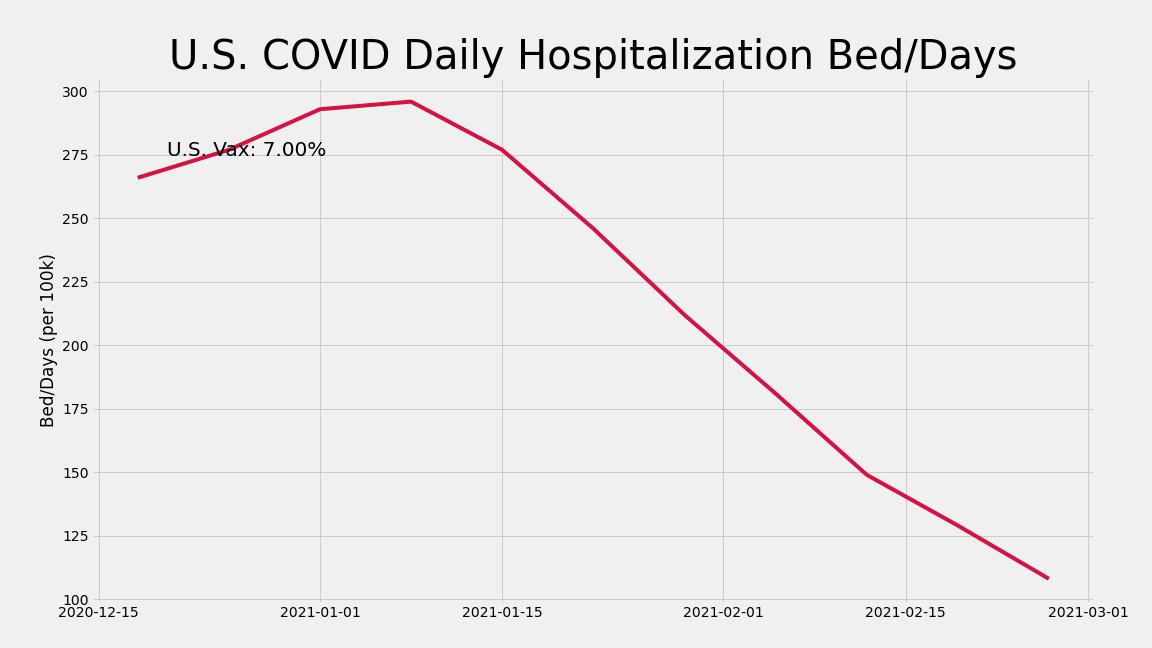 U.S. COVID Daily Hospitalization Bed/Days
300
275
250
225
200
175
150
125
100
Bed/Days (per 100k)
U.S. Vax: 7.00%
2020-12-15 2021-01-01 2021-01-15 2021-02-01 2021-02-15 2021-03-01